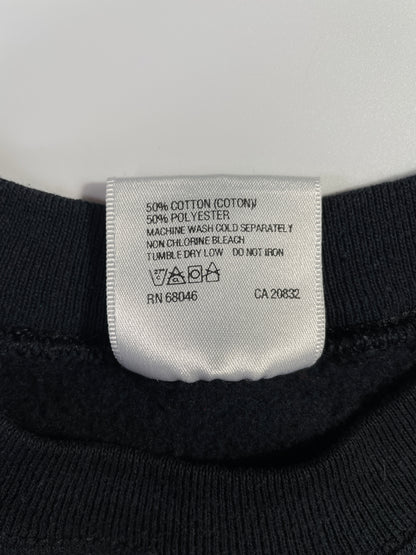 50% COTTON (COTON)/
50% POLYESTER
MACHINE WASH COLD SEPARATELY
NON CHLORINE BLEACH
TUMBLE DRY LOW DO NOT IRON
RN 68046 CA 20832